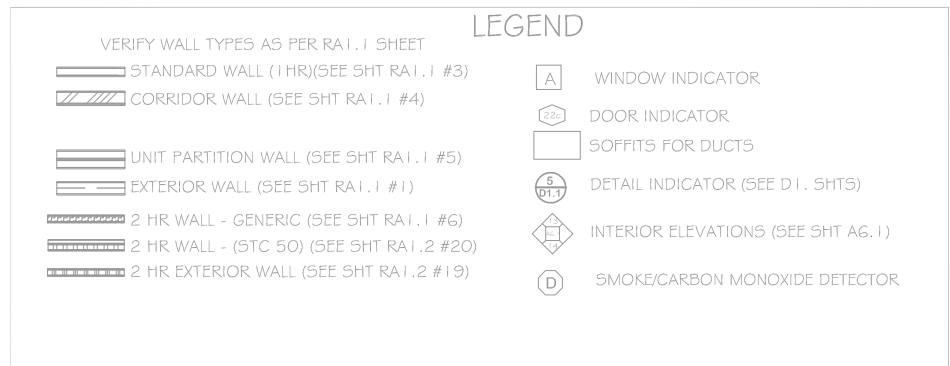 LEGEND
VERIFY WALL TYPES AS PER RA1.1 SHEET
STANDARD WALL (1HR)(SEE SHT RA1.1 #3)
CORRIDOR WALL (SEE SHT RA1.1 #4)
UNIT PARTITION WALL (SEE SHT RA1.1 #5)
EXTERIOR WALL (SEE SHT RA1.1 #1)
2 HR WALL - GENERIC (SEE SHT RA1.1 #6)
2 HR WALL - (STC 50) (SEE SHT RA1.2 #20)
2 HR EXTERIOR WALL (SEE SHT RA1.2 #19)
A WINDOW INDICATOR
22c DOOR INDICATOR
SOFFITS FOR DUCTS
5
D1.1
DETAIL INDICATOR (SEE D1. SHTS)
13
14
INTERIOR ELEVATIONS (SEE SHT A6.1)
D SMOKE/CARBON MONOXIDE DETECTOR